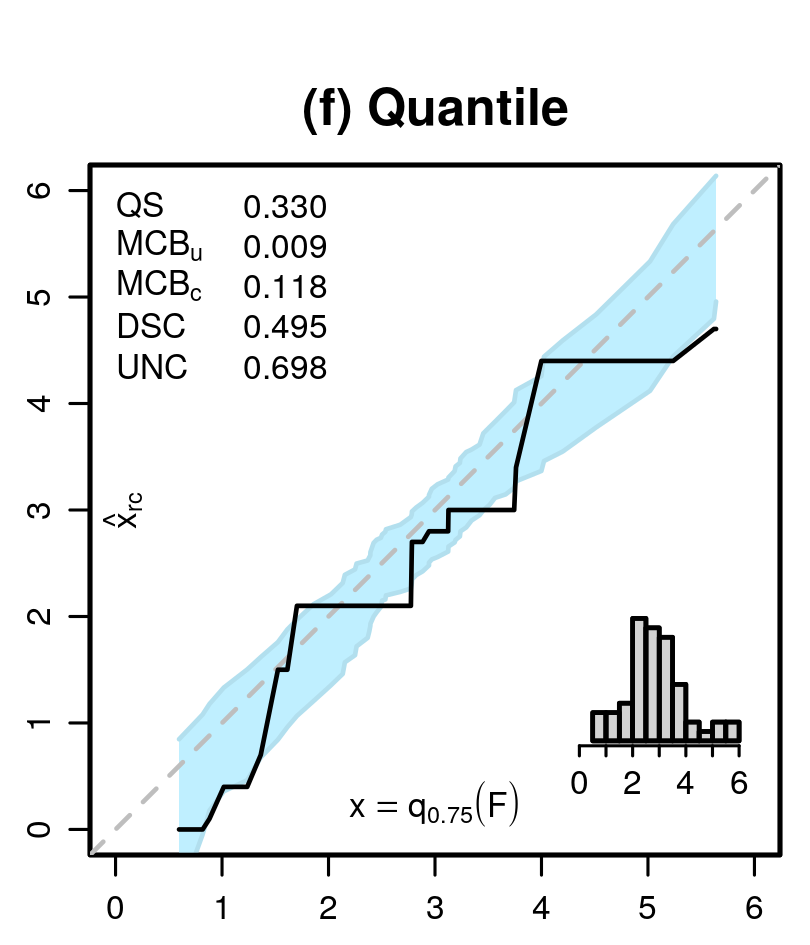 (f) Quantile
QS 0.330
MCBu 0.009
MCBc 0.118
DSC 0.495
UNC 0.698
6
5
4
3
2
1
0
x̂rc
x = q0.75(F)
0 2 4 6
0 1 2 3 4 5 6